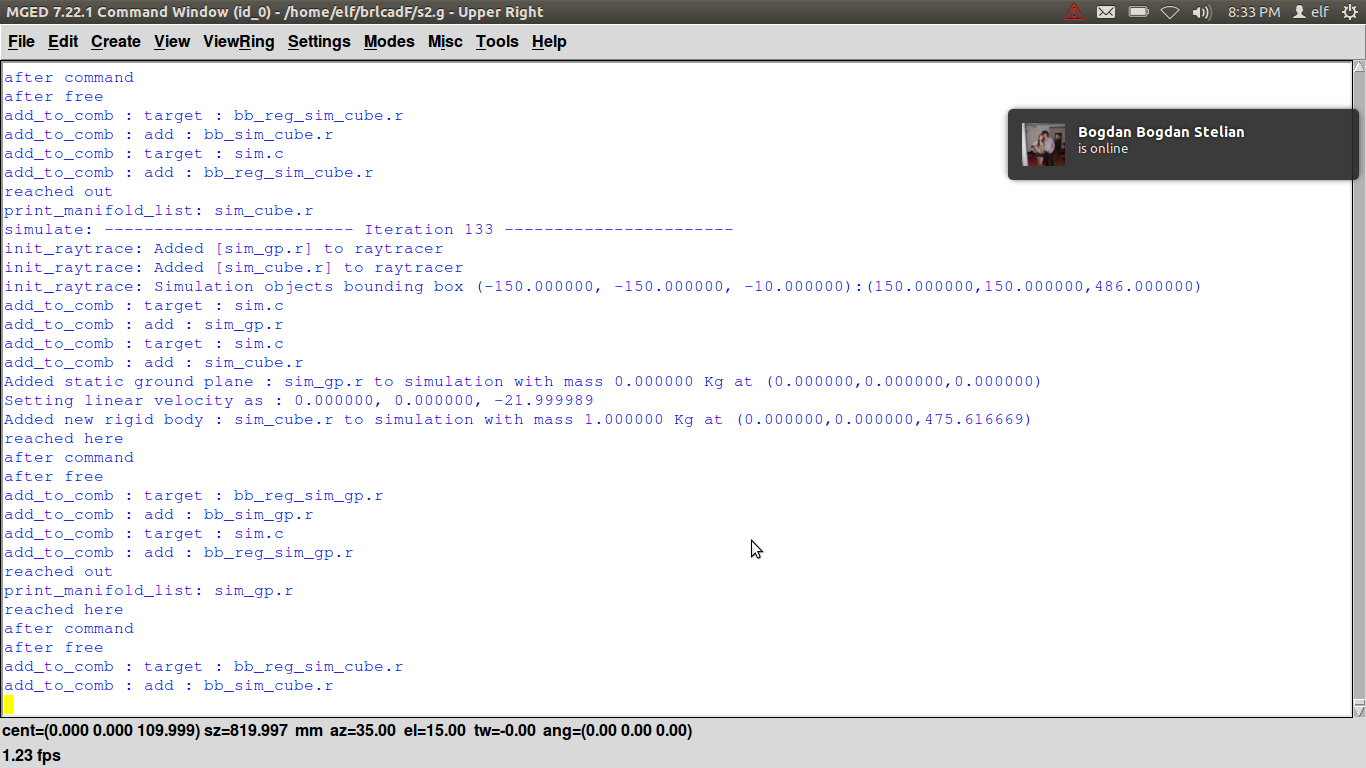 MGED 7.22.1 Command Window (id_0) - /home/elf/brlcadF/s2.g - Upper Right
8:33 PM elf
File Edit Create View ViewRing Settings Modes Misc Tools Help
after command
after free
add_to_comb : target : bb_reg_sim_cube.r
add_to_comb : add : bb_sim_cube.r
add_to_comb : target : sim.c
add_to_comb : add : bb_reg_sim_cube.r
reached out
print_manifold_list: sim_cube.r
simulate: ------------------------- Iteration 133 -----------------------
init_raytrace: Added [sim_gp.r] to raytracer
init_raytrace: Added [sim_cube.r] to raytracer
init_raytrace: Simulation objects bounding box (-150.000000, -150.000000, -10.000000):(150.000000,150.000000,486.000000)
add_to_comb : target : sim.c
add_to_comb : add : sim_gp.r
add_to_comb : target : sim.c
add_to_comb : add : sim_cube.r
Added static ground plane : sim_gp.r to simulation with mass 0.000000 Kg at (0.000000,0.000000,0.000000)
Setting linear velocity as : 0.000000, 0.000000, -21.999989
Added new rigid body : sim_cube.r to simulation with mass 1.000000 Kg at (0.000000,0.000000,475.616669)
reached here
after command
after free
add_to_comb : target : bb_reg_sim_gp.r
add_to_comb : add : bb_sim_gp.r
add_to_comb : target : sim.c
add_to_comb : add : bb_reg_sim_gp.r
reached out
print_manifold_list: sim_gp.r
reached here
after command
after free
add_to_comb : target : bb_reg_sim_cube.r
add_to_comb : add : bb_sim_cube.r
Bogdan Bogdan Stelian
is online
cent=(0.000 0.000 109.999) sz=819.997 mm az=35.00 el=15.00 tw=-0.00 ang=(0.00 0.00 0.00)
1.23 fps